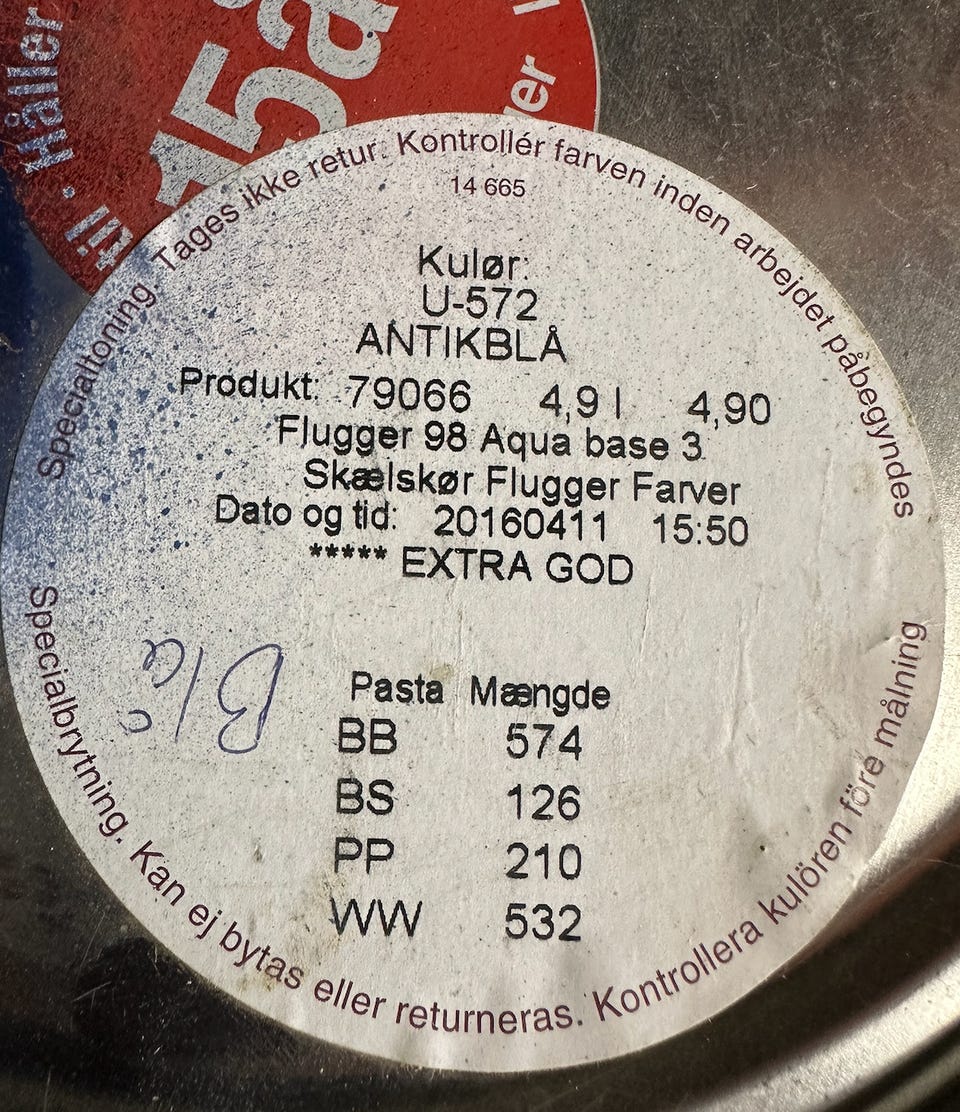 til · Håller
15å
Specialtoning. Tages ikke retur. Kontrollér farven inden arbejdet påbegyndes
14 665
Kulør:
U-572
ANTIKBLÅ
Produkt: 79066 4,9 l 4,90
Flugger 98 Aqua base 3
Skælskør Flugger Farver
Dato og tid: 20160411 15:50
***** EXTRA GOD
Blå
Pasta Mængde
BB 574
BS 126
PP 210
WW 532
Specialbrytning. Kan ej bytas eller returneras. Kontrollera kulören före målning